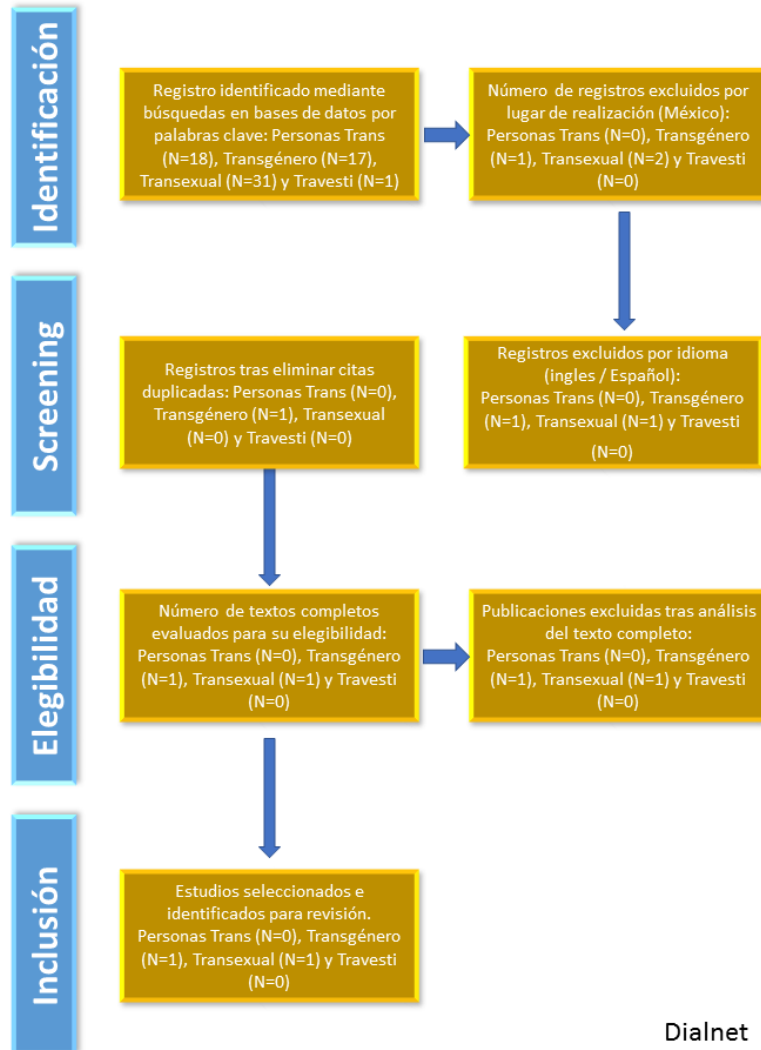 Identificación
Registro identificado mediante
búsquedas en bases de datos por
palabras clave: Personas Trans
(N=18), Transgénero (N=17),
Transexual (N=31) y Travesti (N=1)
Número de registros excluidos por
lugar de realización (México):
Personas Trans (N=0), Transgénero
(N=1), Transexual (N=2) y Travesti
(N=0)
Screening
Registros tras eliminar citas
duplicadas: Personas Trans (N=0),
Transgénero (N=1), Transexual
(N=0) y Travesti (N=0)
Registros excluidos por idioma
(ingles / Español):
Personas Trans (N=0), Transgénero
(N=1), Transexual (N=1) y Travesti
(N=0)
Elegibilidad
Número de textos completos
evaluados para su elegibilidad:
Personas Trans (N=0), Transgénero
(N=1), Transexual (N=1) y Travesti
(N=0)
Publicaciones excluidas tras análisis
del texto completo:
Personas Trans (N=0), Transgénero
(N=1), Transexual (N=1) y Travesti
(N=0)
Inclusión
Estudios seleccionados e
identificados para revisión.
Personas Trans (N=0), Transgénero
(N=1), Transexual (N=1) y Travesti
(N=0)
Dialnet